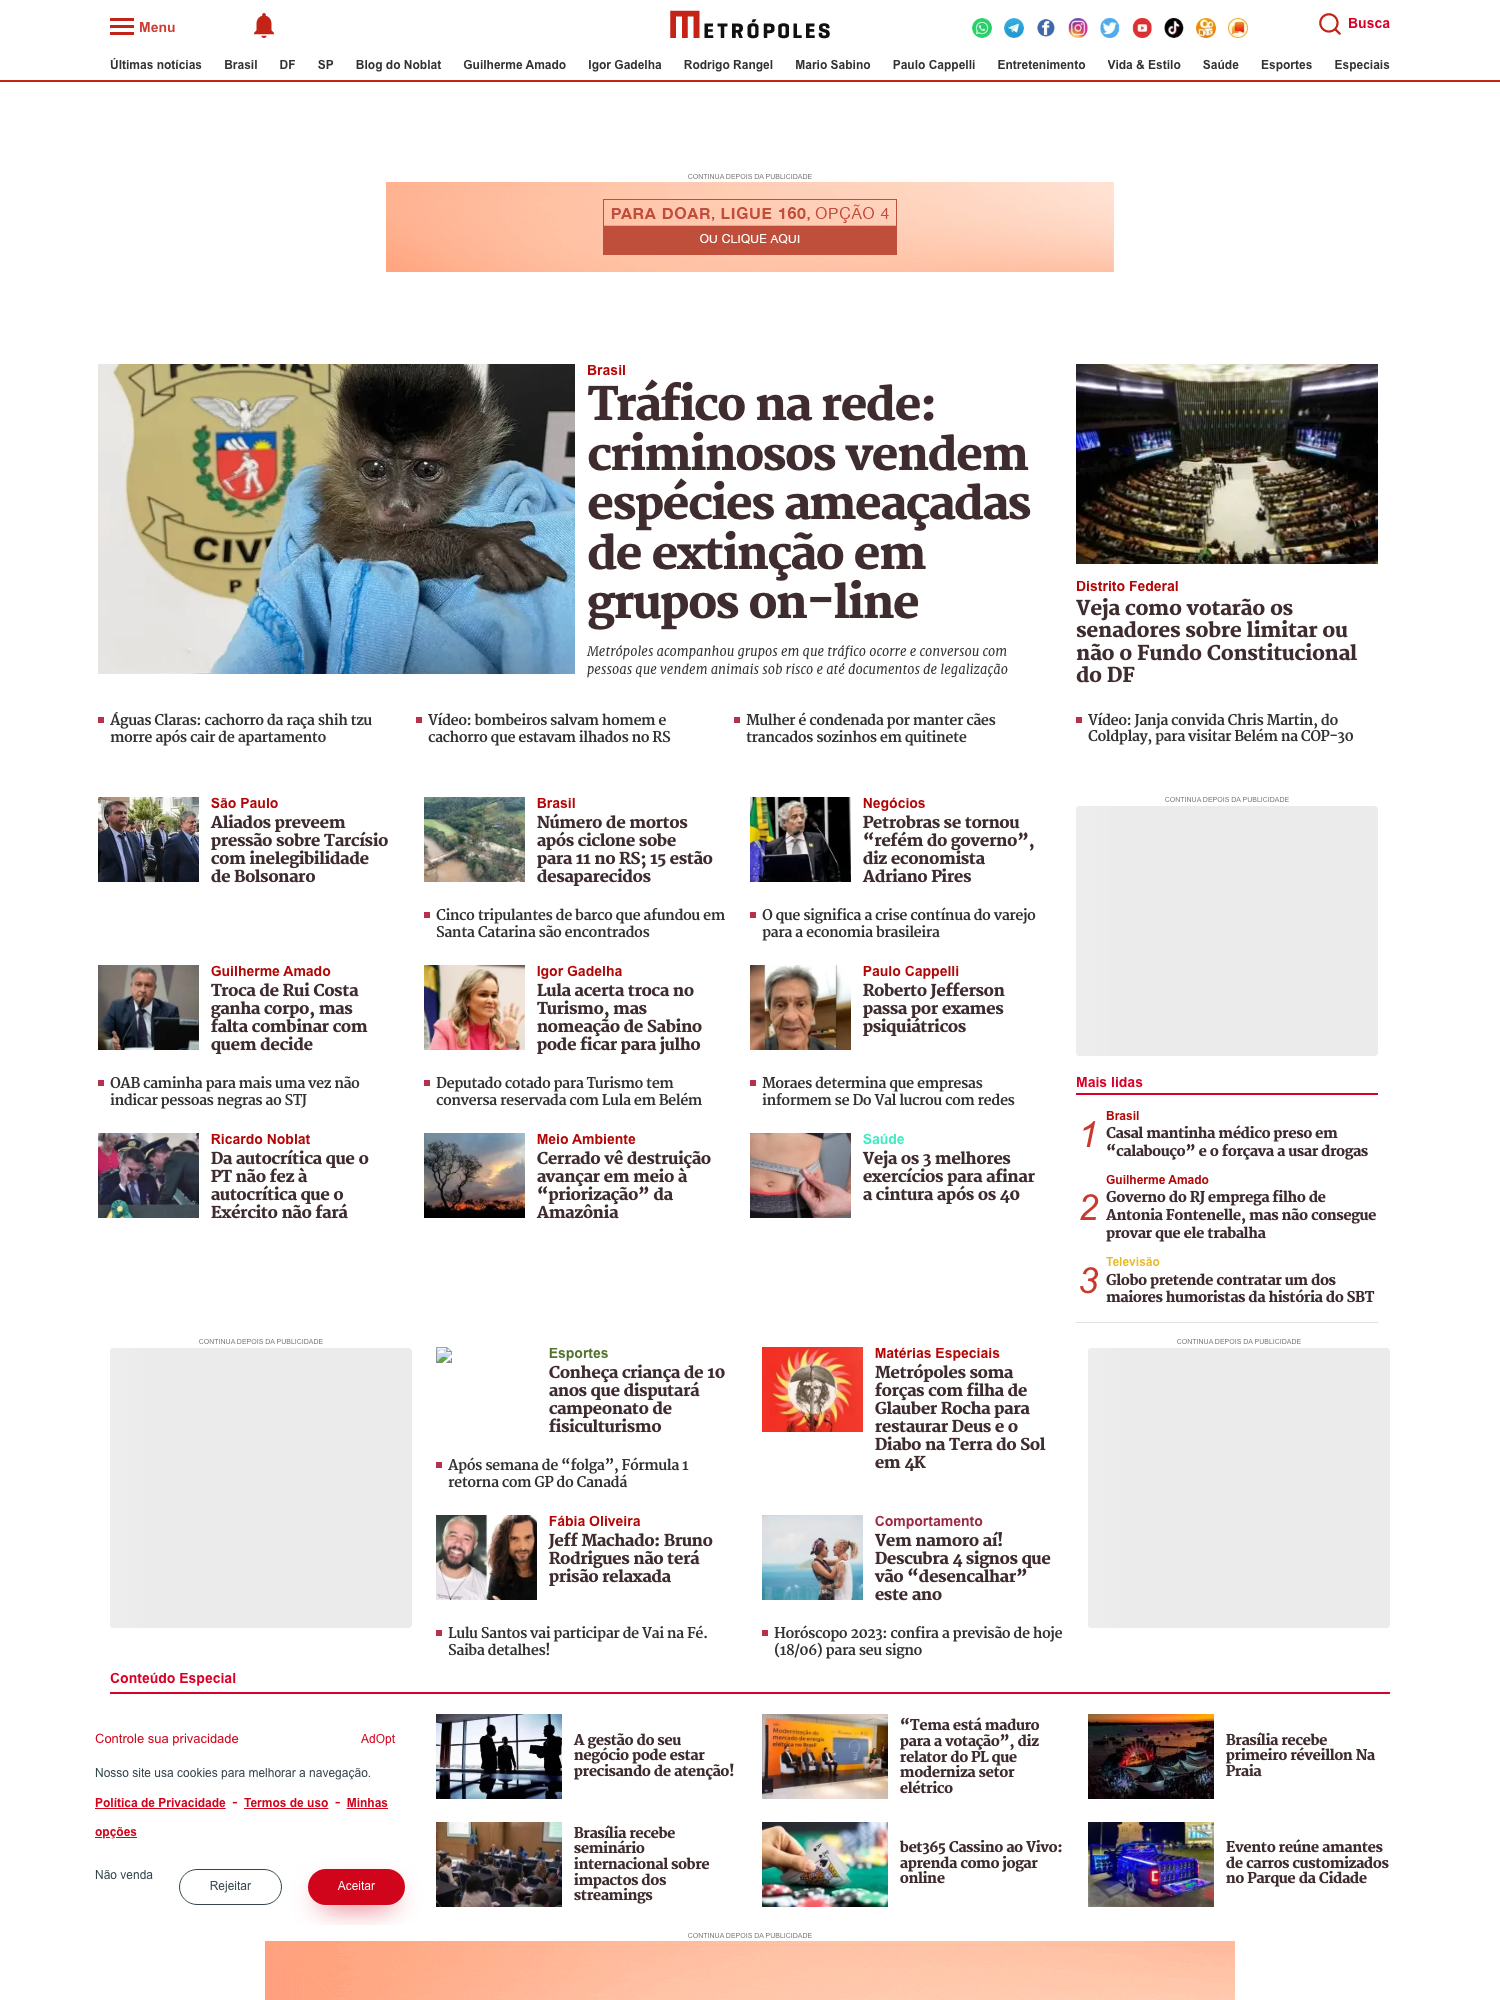 Menu
METRÓPOLES
Busca
Últimas notícias Brasil DF SP Blog do Noblat Guilherme Amado Igor Gadelha Rodrigo Rangel Mario Sabino Paulo Cappelli Entretenimento Vida & Estilo Saúde Esportes Especiais
CONTINUA DEPOIS DA PUBLICIDADE
PARA DOAR, LIGUE 160, OPÇÃO 4
OU CLIQUE AQUI
POLÍCIA
CIVI
P
Brasil
Tráfico na rede:
criminosos vendem
espécies ameaçadas
de extinção em
grupos on-line
Metrópoles acompanhou grupos em que tráfico ocorre e conversou com
pessoas que vendem animais sob risco e até documentos de legalização
Distrito Federal
Veja como votarão os
senadores sobre limitar ou
não o Fundo Constitucional
do DF
Águas Claras: cachorro da raça shih tzu
morre após cair de apartamento
Vídeo: bombeiros salvam homem e
cachorro que estavam ilhados no RS
Mulher é condenada por manter cães
trancados sozinhos em quitinete
Vídeo: Janja convida Chris Martin, do
Coldplay, para visitar Belém na COP-30
São Paulo
Aliados preveem
pressão sobre Tarcísio
com inelegibilidade
de Bolsonaro
Brasil
Número de mortos
após ciclone sobe
para 11 no RS; 15 estão
desaparecidos
Cinco tripulantes de barco que afundou em
Santa Catarina são encontrados
Negócios
Petrobras se tornou
“refém do governo”,
diz economista
Adriano Pires
O que significa a crise contínua do varejo
para a economia brasileira
CONTINUA DEPOIS DA PUBLICIDADE
Guilherme Amado
Troca de Rui Costa
ganha corpo, mas
falta combinar com
quem decide
OAB caminha para mais uma vez não
indicar pessoas negras ao STJ
Igor Gadelha
Lula acerta troca no
Turismo, mas
nomeação de Sabino
pode ficar para julho
Deputado cotado para Turismo tem
conversa reservada com Lula em Belém
Paulo Cappelli
Roberto Jefferson
passa por exames
psiquiátricos
Moraes determina que empresas
informem se Do Val lucrou com redes
Ricardo Noblat
Da autocrítica que o
PT não fez à
autocrítica que o
Exército não fará
Meio Ambiente
Cerrado vê destruição
avançar em meio à
“priorização” da
Amazônia
Saúde
Veja os 3 melhores
exercícios para afinar
a cintura após os 40
Mais lidas
1
Brasil
Casal mantinha médico preso em
“calabouço” e o forçava a usar drogas
2
Guilherme Amado
Governo do RJ emprega filho de
Antonia Fontenelle, mas não consegue
provar que ele trabalha
3
Televisão
Globo pretende contratar um dos
maiores humoristas da história do SBT
CONTINUA DEPOIS DA PUBLICIDADE
Esportes
Conheça criança de 10
anos que disputará
campeonato de
fisiculturismo
Após semana de “folga”, Fórmula 1
retorna com GP do Canadá
Matérias Especiais
Metrópoles soma
forças com filha de
Glauber Rocha para
restaurar Deus e o
Diabo na Terra do Sol
em 4K
CONTINUA DEPOIS DA PUBLICIDADE
Fábia Oliveira
Jeff Machado: Bruno
Rodrigues não terá
prisão relaxada
Lulu Santos vai participar de Vai na Fé.
Saiba detalhes!
Comportamento
Vem namoro aí!
Descubra 4 signos que
vão “desencalhar”
este ano
Horóscopo 2023: confira a previsão de hoje
(18/06) para seu signo
Conteúdo Especial
Controle sua privacidade
AdOpt
Nosso site usa cookies para melhorar a navegação.
Política de Privacidade - Termos de uso - Minhas
opções
Não venda
Rejeitar
Aceitar
A gestão do seu
negócio pode estar
precisando de atenção!
“Tema está maduro
para a votação”, diz
relator do PL que
moderniza setor
elétrico
Brasília recebe
primeiro réveillon Na
Praia
Brasília recebe
seminário
internacional sobre
impactos dos
streamings
bet365 Cassino ao Vivo:
aprenda como jogar
online
Evento reúne amantes
de carros customizados
no Parque da Cidade
CONTINUA DEPOIS DA PUBLICIDADE